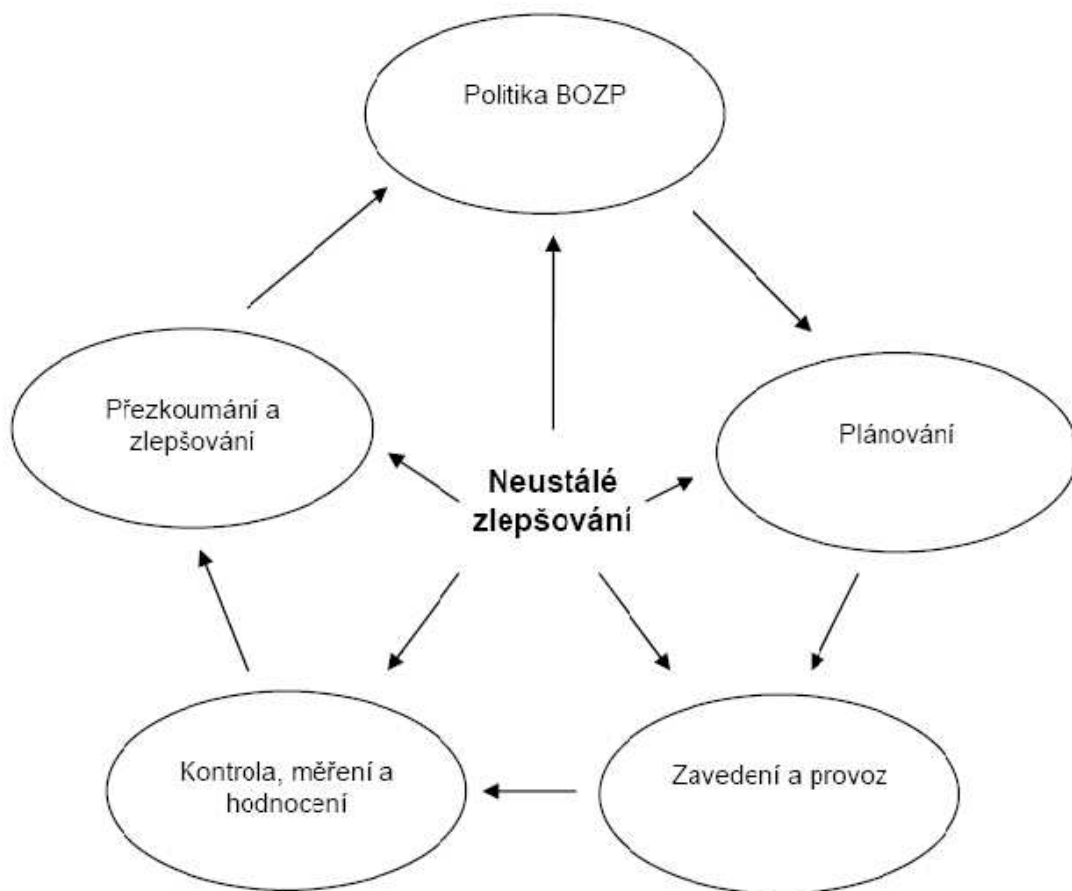 Politika BOZP
Přezkoumání a
zlepšování
Plánování
Neustálé
zlepšování
Kontrola, měření a
hodnocení
Zavedení a provoz